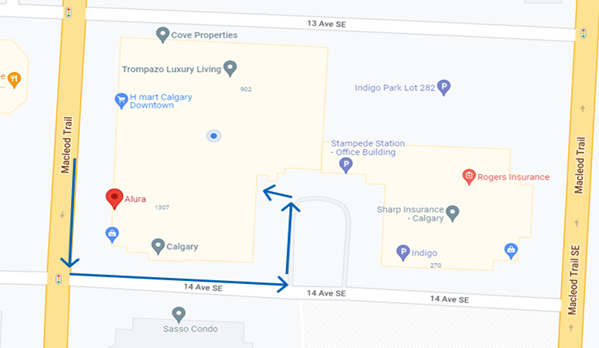 13 Ave SE
Cove Properties
Trompazo Luxury Living
902
H mart Calgary
Downtown
Indigo Park Lot 282
Macleod Trail
Macleod Trail
Stampede Station
- Office Building
Rogers Insurance
Alura
1307
Sharp Insurance -
Calgary
Calgary
Indigo
270
Macleod Trail SE
14 Ave SE
14 Ave SE
14 Ave SE
Sasso Condo